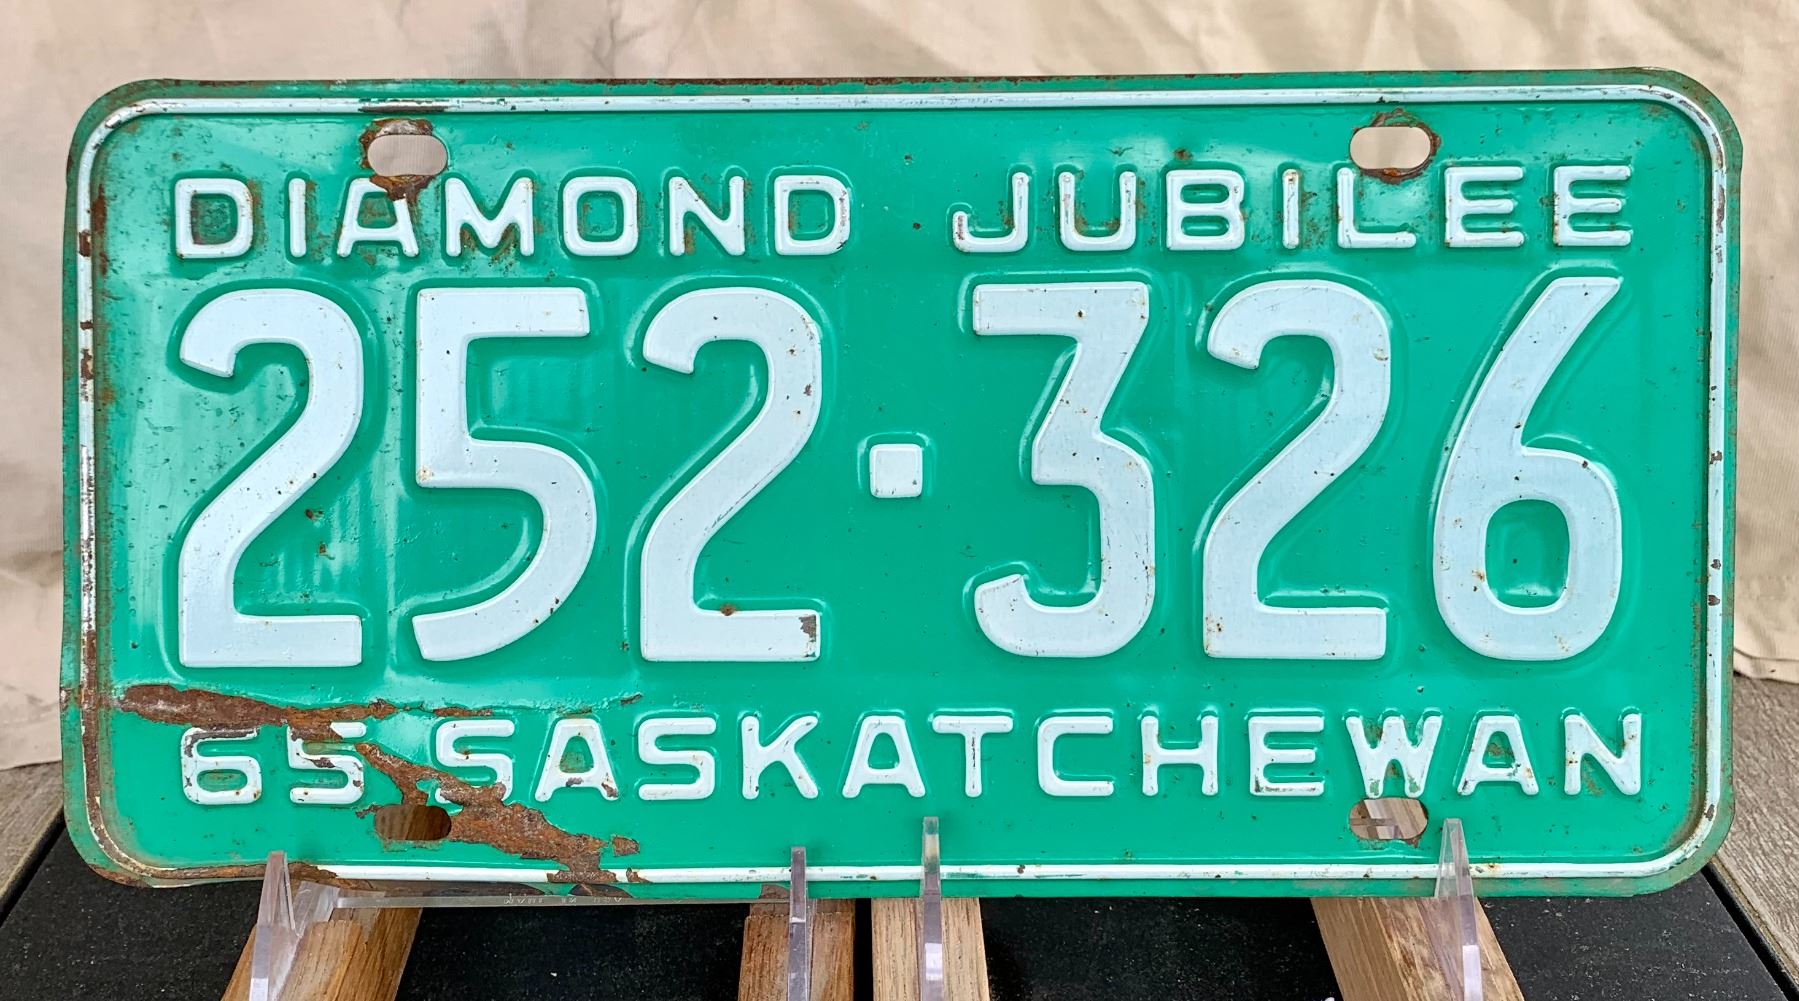 DIAMOND JUBILEE
252·326
65 SASKATCHEWAN